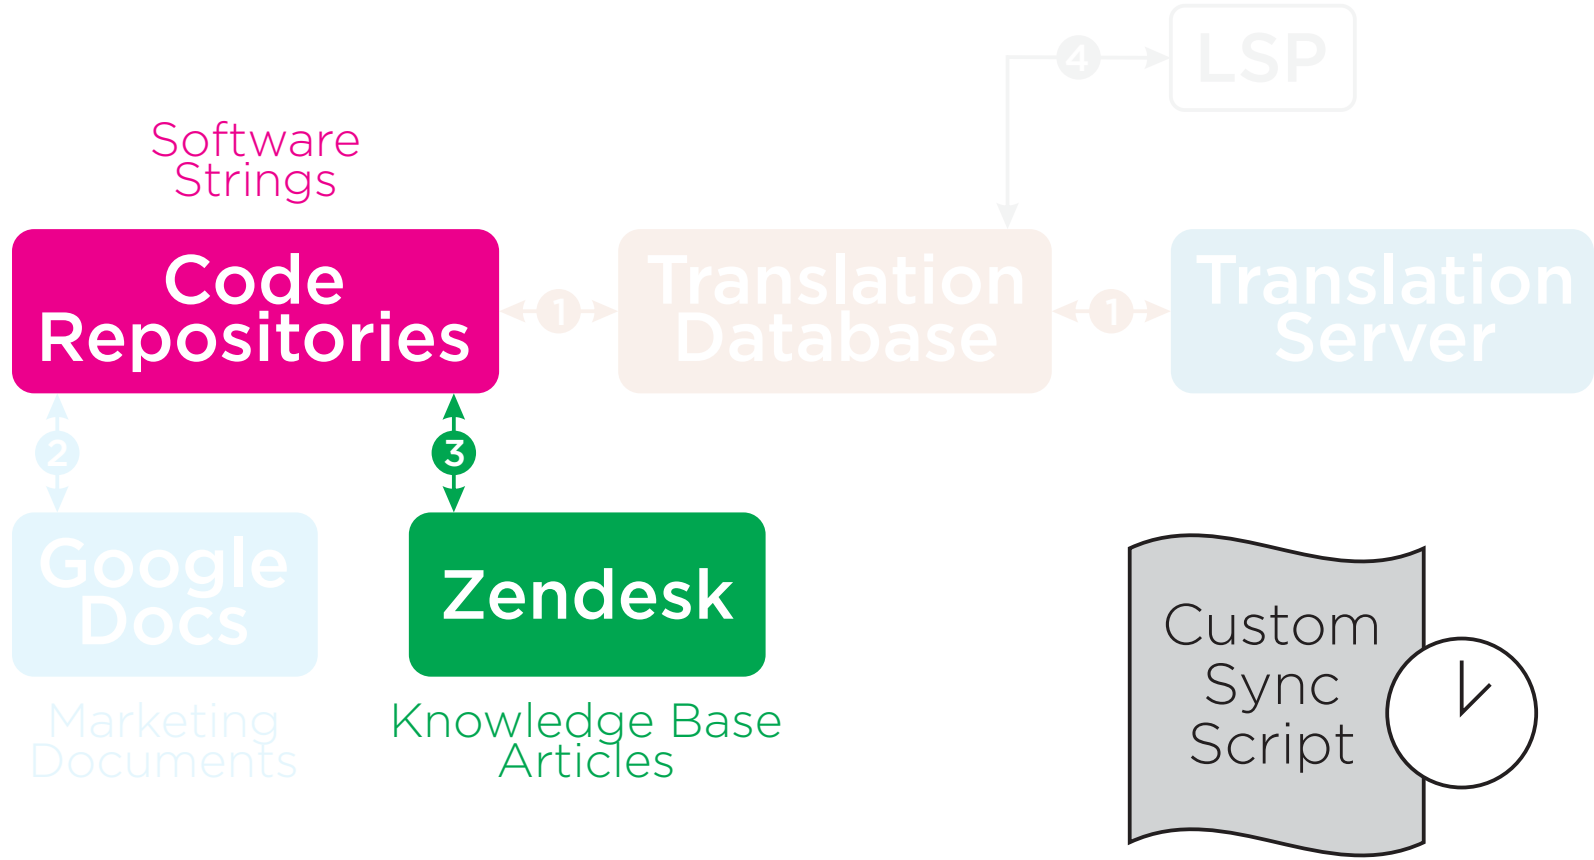 4
LSP
Software
Strings
Code
Repositories
1
Translation
Database
1
Translation
Server
2
3
Google
Docs
Zendesk
Marketing
Documents
Knowledge Base
Articles
Custom
Sync
Script